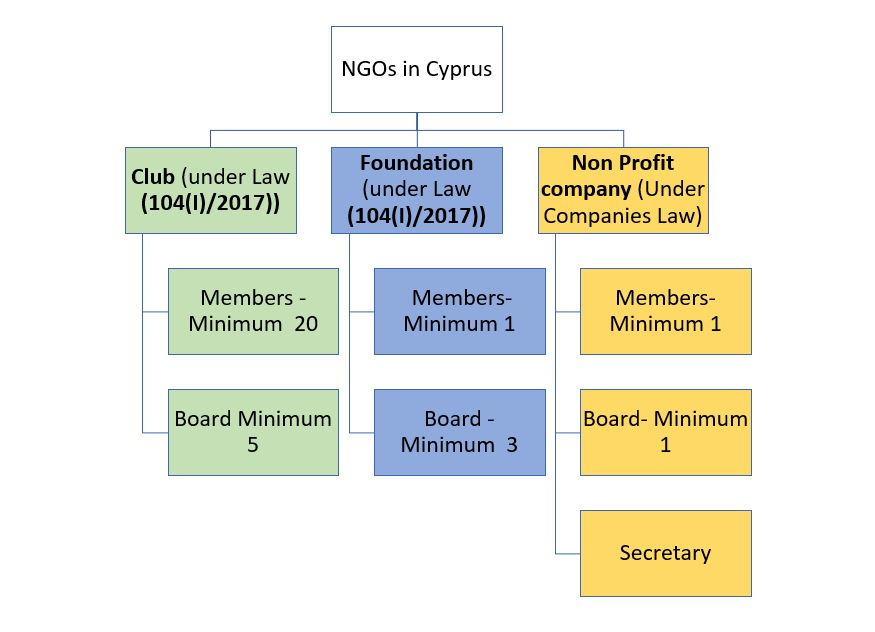 NGOs in Cyprus
Club (under Law
(104(I)/2017))
Foundation
(under Law
(104(I)/2017))
Non Profit
company (Under
Companies Law)
Members -
Minimum  20
Members-
Minimum 1
Members-
Minimum 1
Board Minimum
5
Board -
Minimum  3
Board- Minimum
1
Secretary